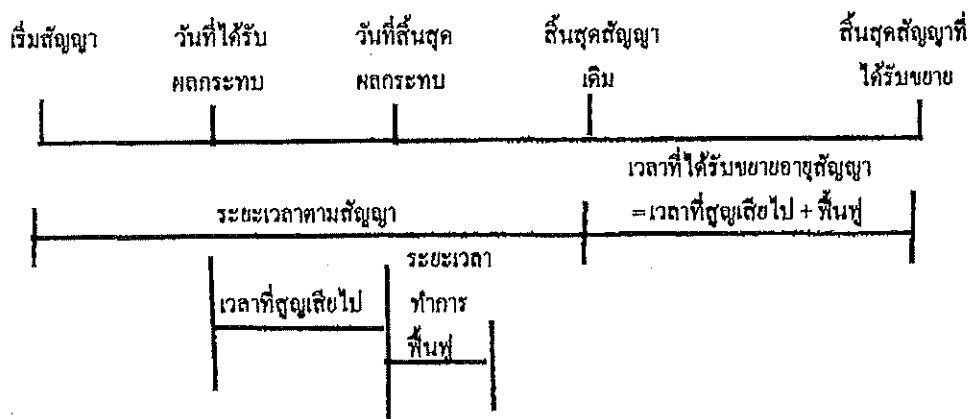 เริ่มสัญญา
วันที่ได้รับ
ผลกระทบ
วันที่สิ้นสุด
ผลกระทบ
สิ้นสุดสัญญา
เดิม
สิ้นสุดสัญญาที่
ได้รับขยาย
เวลาที่ได้รับขยายอายุสัญญา
=เวลาที่สูญเสียไป + ฟื้นฟู
ระยะเวลาตามสัญญา
เวลาที่สูญเสียไป
ระยะเวลา
ทำการ
ฟื้นฟู